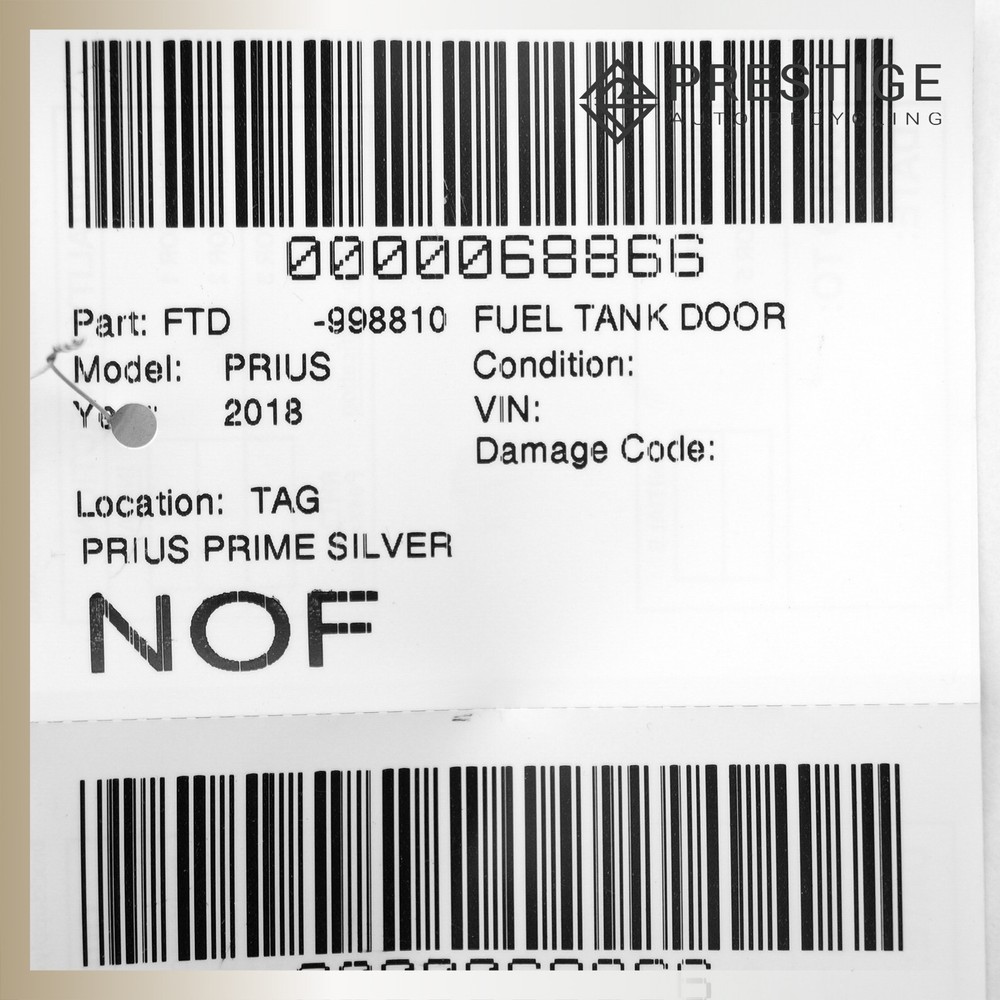 PRESTIGE
AUTO RECYCLING
0000068866
Part: FTD -998810 FUEL TANK DOOR
Model: PRIUS Condition:
2018 VIN:
Damage Code:
Location: TAG
PRIUS PRIME SILVER
NOF